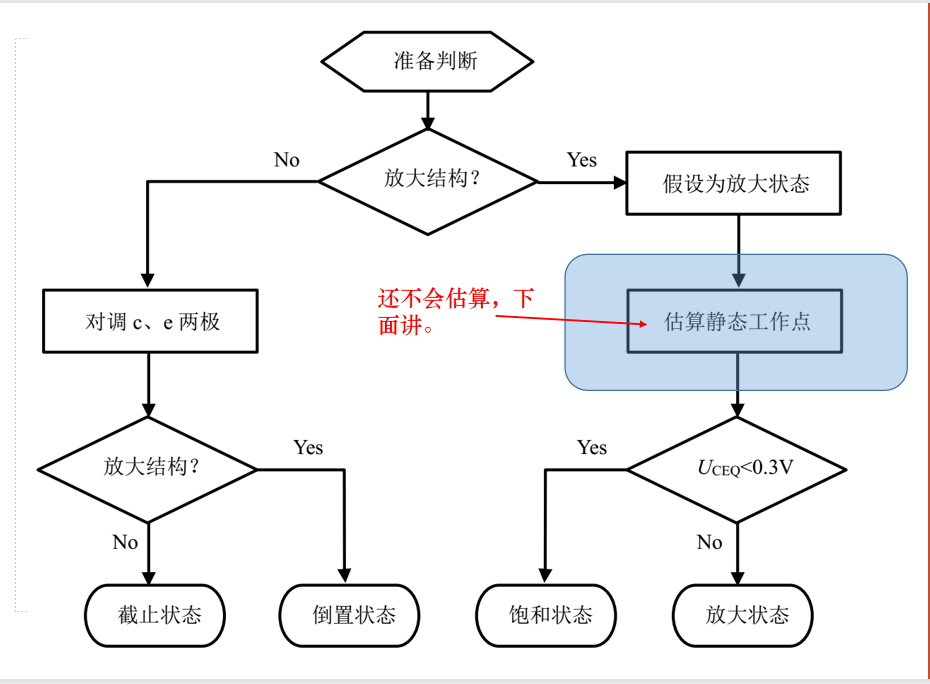 准备判断
No
放大结构？
Yes
假设为放大状态
还不会估算，下
面讲。
对调 c、e 两极
估算静态工作点
放大结构？
Yes
Yes
UCEQ<0.3V
No
No
截止状态
倒置状态
饱和状态
放大状态